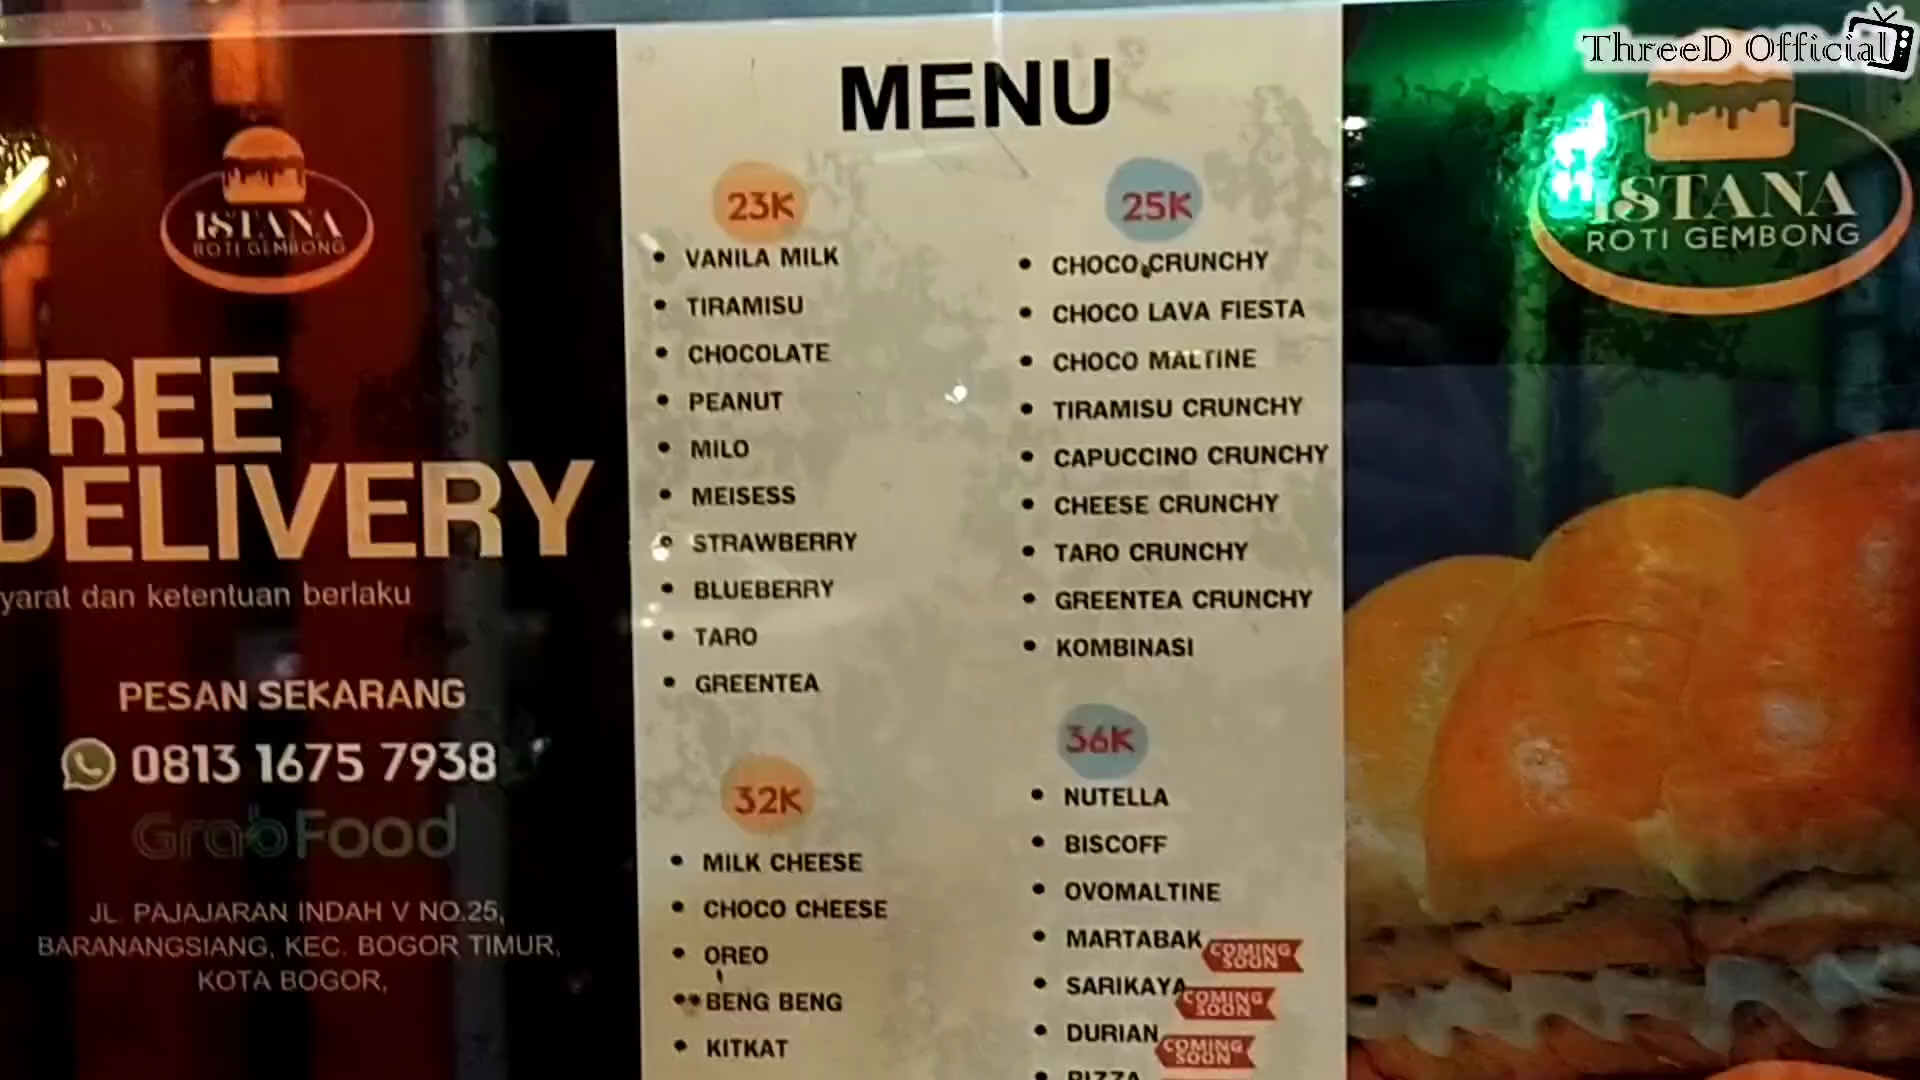 ThreeD Official
ISTANA
ROTI GEMBONG
FREE
DELIVERY
yarat dan ketentuan berlaku
PESAN SEKARANG
0813 1675 7938
GrabFood
JL. PAJAJARAN INDAH V NO.25,
BARANANGSIANG, KEC. BOGOR TIMUR,
KOTA BOGOR,
MENU
23K
VANILA MILK
TIRAMISU
CHOCOLATE
PEANUT
MILO
MEISESS
STRAWBERRY
BLUEBERRY
TARO
GREENTEA
32K
MILK CHEESE
CHOCO CHEESE
OREO
BENG BENG
KITKAT
25K
CHOCO CRUNCHY
CHOCO LAVA FIESTA
CHOCO MALTINE
TIRAMISU CRUNCHY
CAPUCCINO CRUNCHY
CHEESE CRUNCHY
TARO CRUNCHY
GREENTEA CRUNCHY
KOMBINASI
36K
NUTELLA
BISCOFF
OVOMALTINE
MARTABAK COMING SOON
SARIKAYA COMING SOON
DURIAN COMING SOON
PIZZA
ISTANA
ROTI GEMBONG